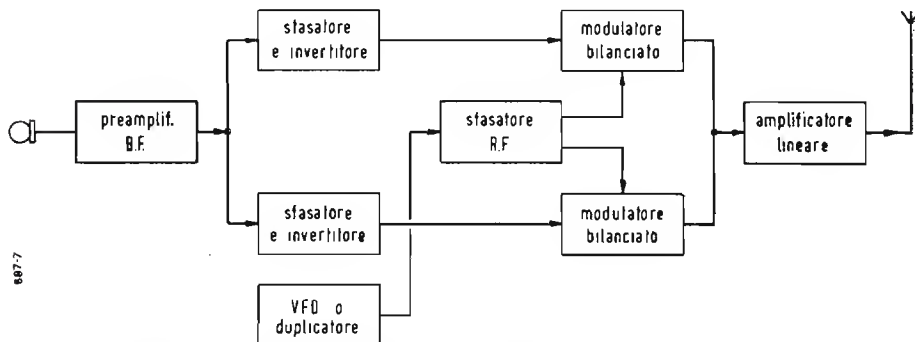 sfasatore
e invertitore
modulatore
bilanciato
preamplif.
B.F.
sfasatore
R.F
amplificatore
lineare
sfasatore
e invertitore
modulatore
bilanciato
VFO o
duplicatore
687-7